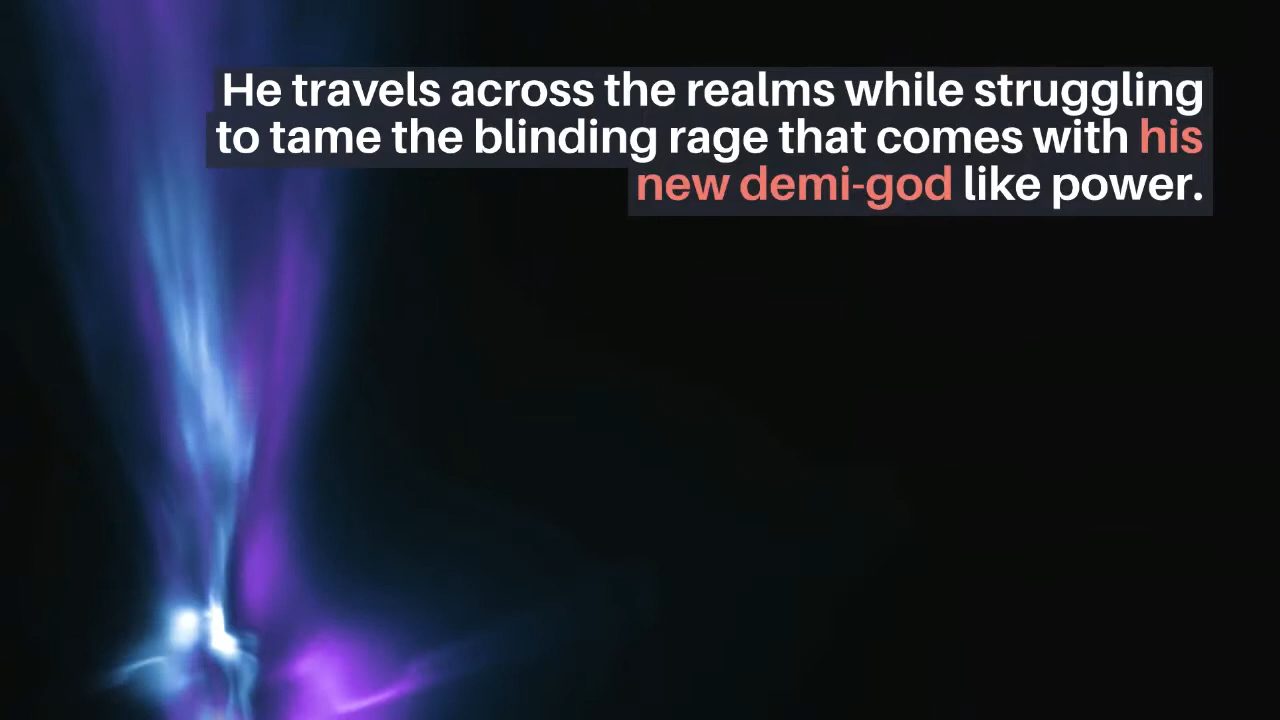 He travels across the realms while struggling
to tame the blinding rage that comes with his
new demi-god like power.